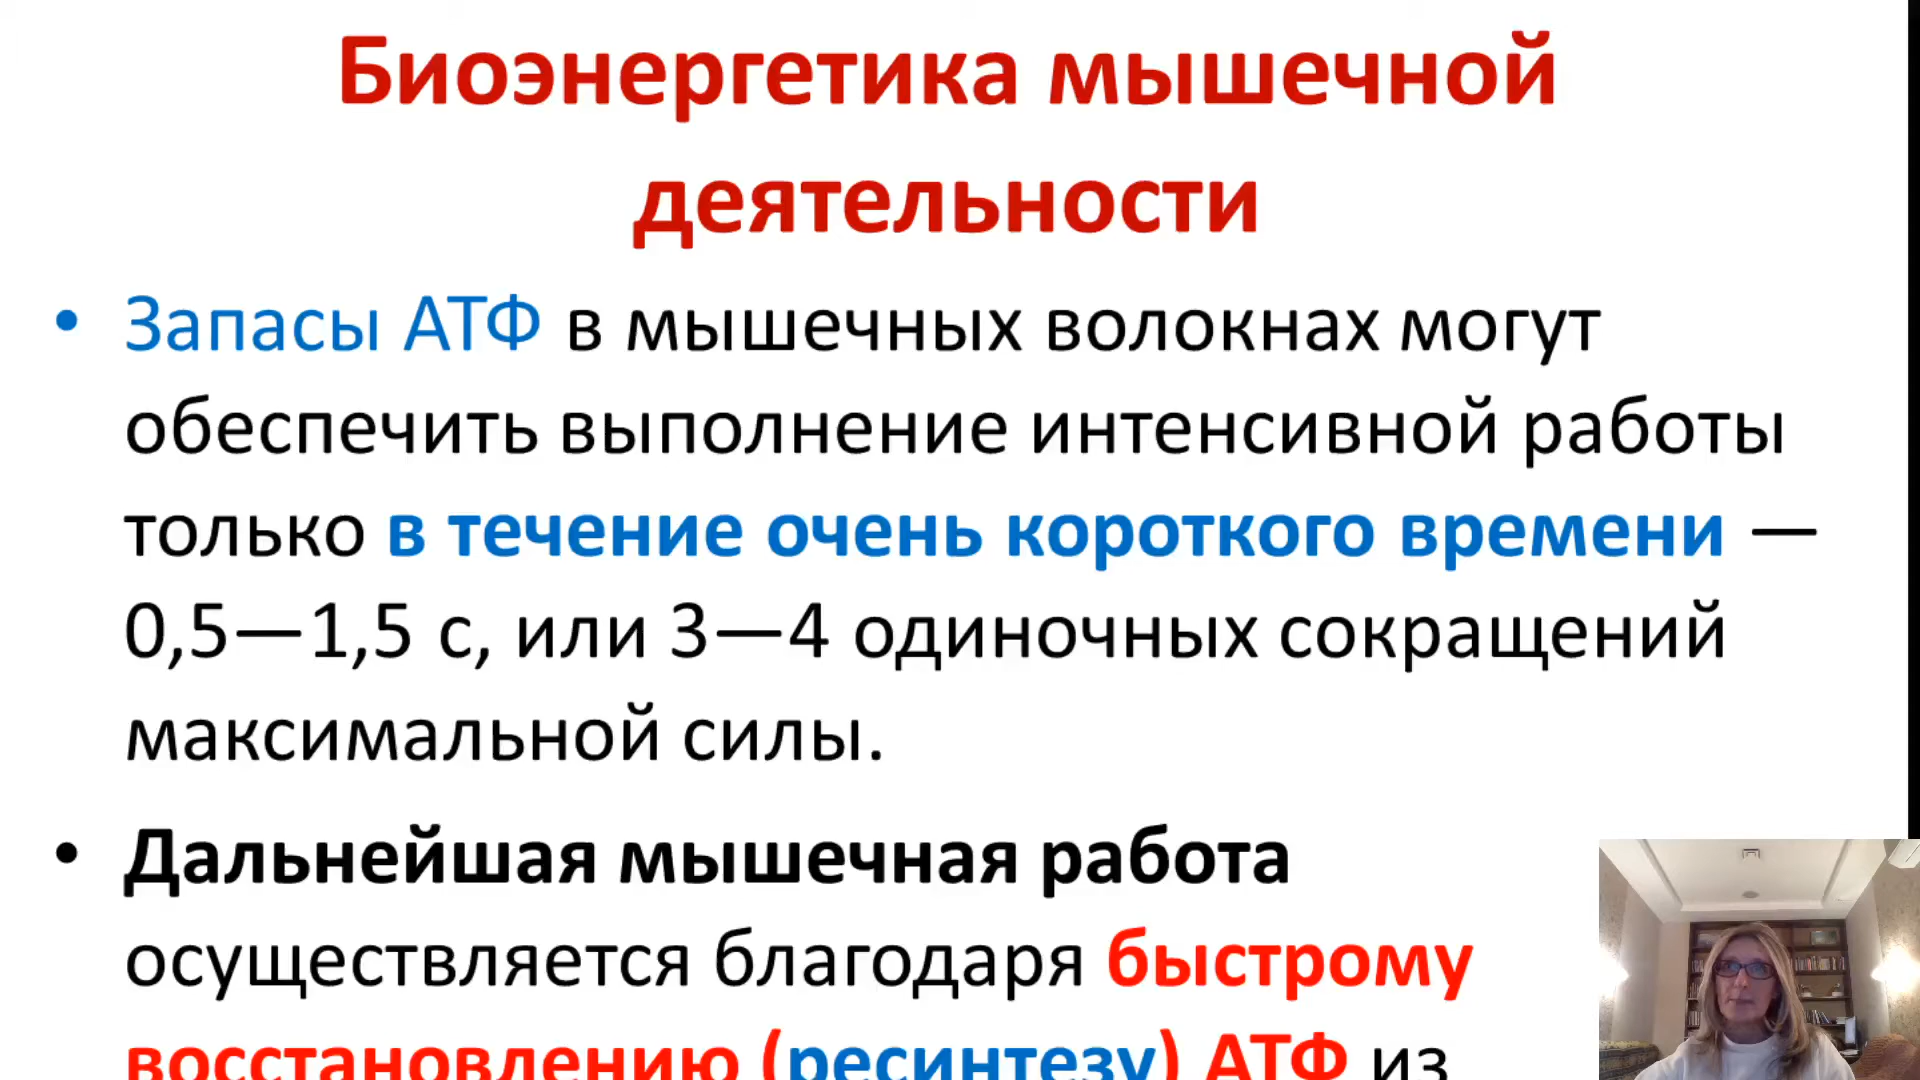 Биоэнергетика мышечной
деятельности
• Запасы АТФ в мышечных волокнах могут
обеспечить выполнение интенсивной работы
только в течение очень короткого времени —
0,5—1,5 с, или 3—4 одиночных сокращений
максимальной силы.
• Дальнейшая мышечная работа
осуществляется благодаря быстрому
восстановлению (ресинтезу) АТФ из